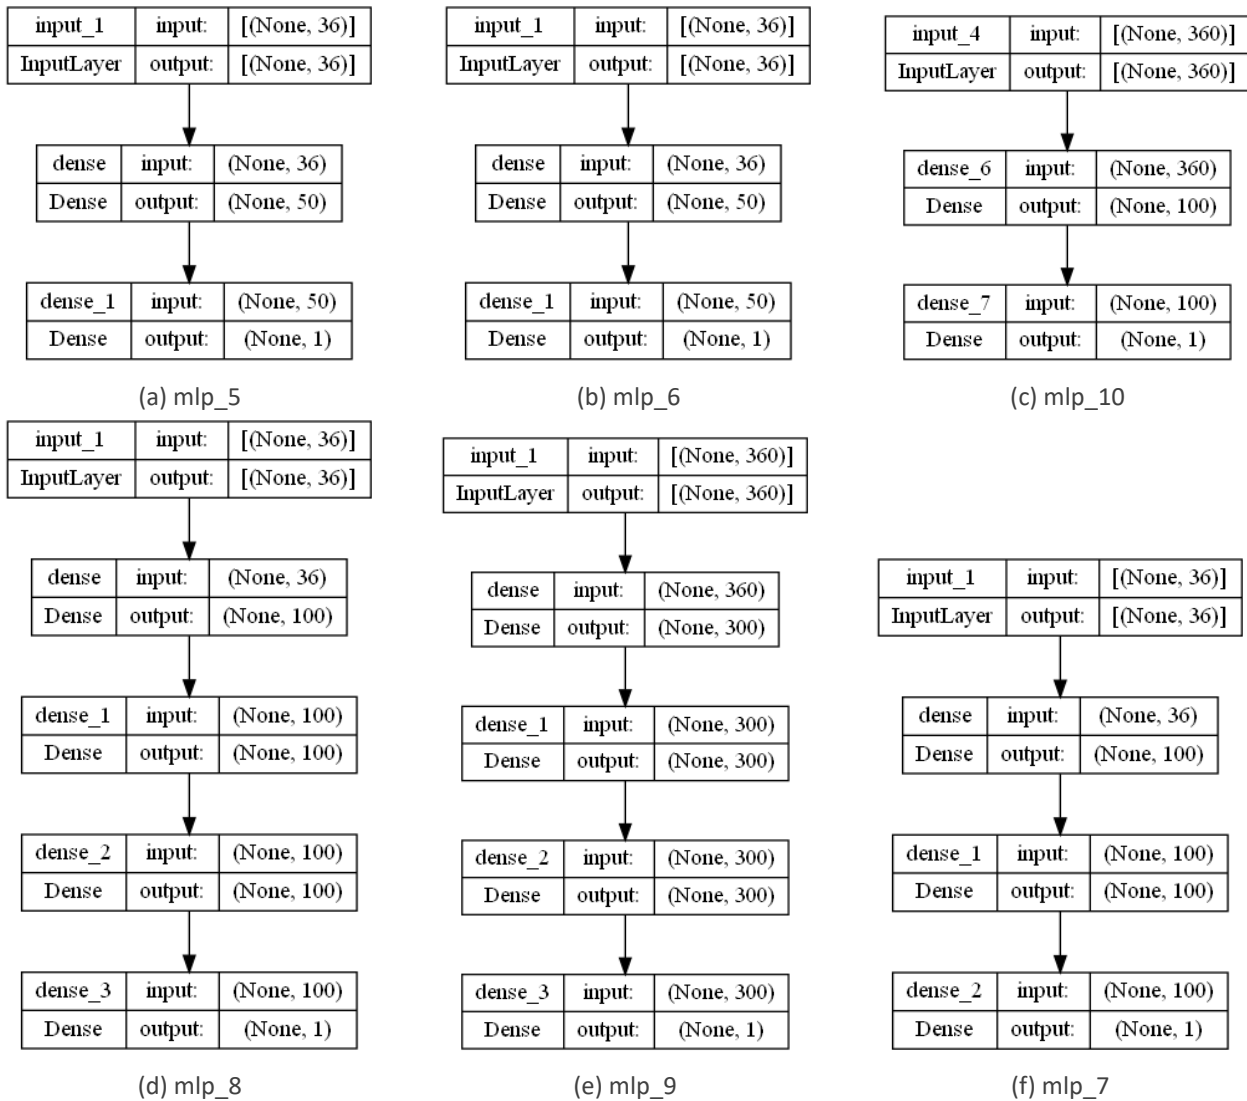 input_1 input: [(None, 36)]
InputLayer output: [(None, 36)]
dense input: (None, 36)
Dense output: (None, 50)
dense_1 input: (None, 50)
Dense output: (None, 1)
(a) mlp_5
input_1 input: [(None, 36)]
InputLayer output: [(None, 36)]
dense input: (None, 36)
Dense output: (None, 50)
dense_1 input: (None, 50)
Dense output: (None, 1)
(b) mlp_6
input_4 input: [(None, 360)]
InputLayer output: [(None, 360)]
dense_6 input: (None, 360)
Dense output: (None, 100)
dense_7 input: (None, 100)
Dense output: (None, 1)
(c) mlp_10
input_1 input: [(None, 36)]
InputLayer output: [(None, 36)]
dense input: (None, 36)
Dense output: (None, 100)
dense_1 input: (None, 100)
Dense output: (None, 100)
dense_2 input: (None, 100)
Dense output: (None, 100)
dense_3 input: (None, 100)
Dense output: (None, 1)
(d) mlp_8
input_1 input: [(None, 360)]
InputLayer output: [(None, 360)]
dense input: (None, 360)
Dense output: (None, 300)
dense_1 input: (None, 300)
Dense output: (None, 300)
dense_2 input: (None, 300)
Dense output: (None, 300)
dense_3 input: (None, 300)
Dense output: (None, 1)
(e) mlp_9
input_1 input: [(None, 36)]
InputLayer output: [(None, 36)]
dense input: (None, 36)
Dense output: (None, 100)
dense_1 input: (None, 100)
Dense output: (None, 100)
dense_2 input: (None, 100)
Dense output: (None, 1)
(f) mlp_7